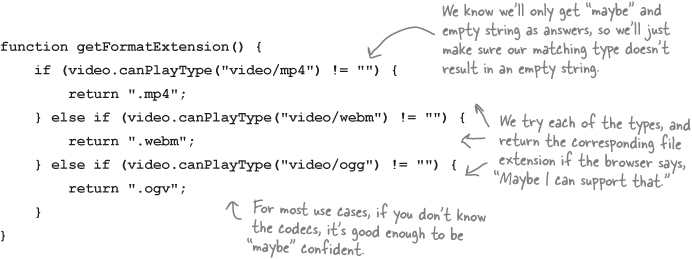 We know we'll only get "maybe" and
empty string as answers, so we'll just
make sure our matching type doesn't
result in an empty string.
function getFormatExtension() {
if (video.canPlayType("video/mp4") != "") {
return ".mp4";
} else if (video.canPlayType("video/webm") != "") {
return ".webm";
} else if (video.canPlayType("video/ogg") != "") {
return ".ogv";
}
}
We try each of the types, and
return the corresponding file
extension if the browser says,
"Maybe I can support that."
For most use cases, if you don't know
the codecs, it's good enough to be
"maybe" confident.